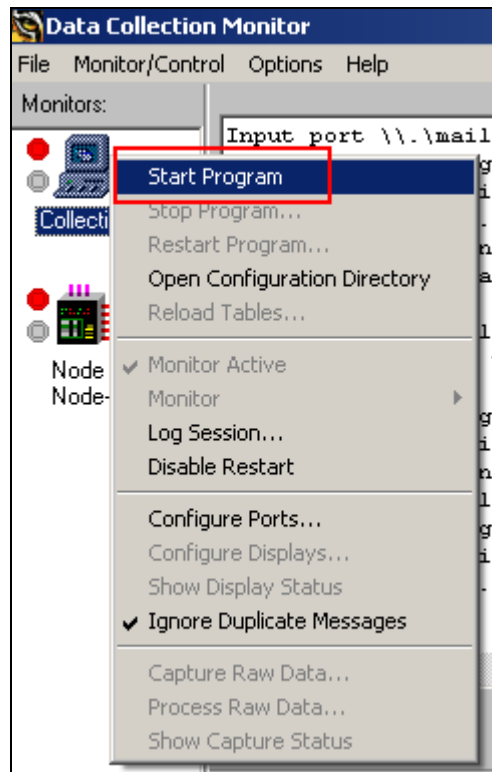 Data Collection Monitor
File Monitor/Control Options Help
Monitors:
Input port \\.\mail
Start Program
Collecti
Stop Program...
Restart Program...
Open Configuration Directory
Reload Tables...
Node
Node-
Monitor Active
Monitor
Log Session...
Disable Restart
Configure Ports...
Configure Displays...
Show Display Status
Ignore Duplicate Messages
Capture Raw Data...
Process Raw Data...
Show Capture Status